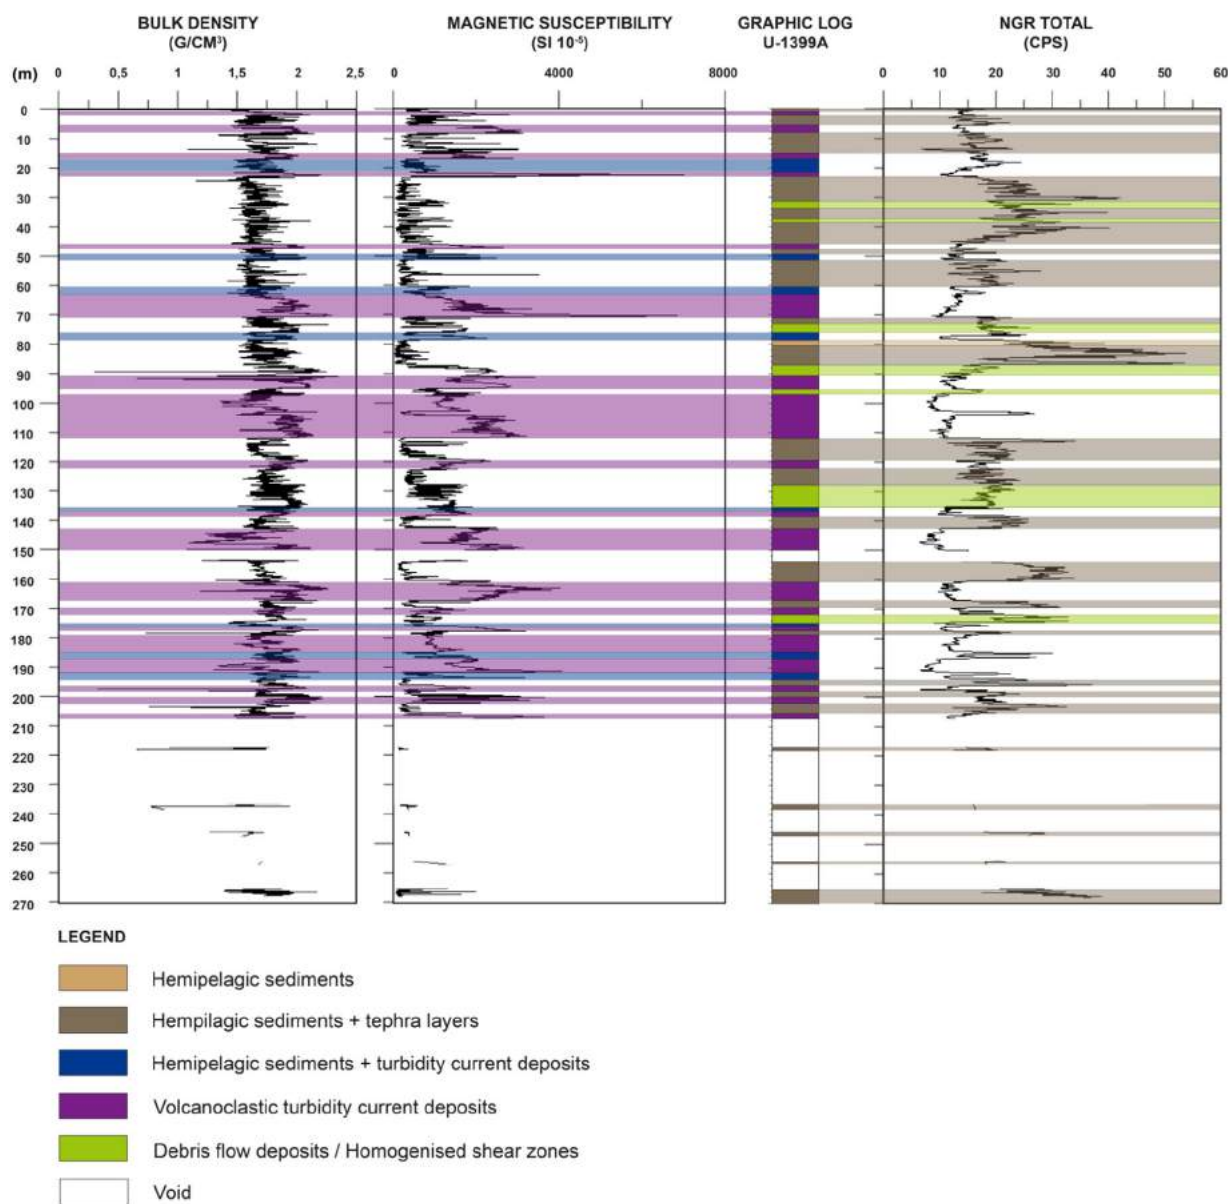 BULK DENSITY
(G/CM³)
MAGNETIC SUSCEPTIBILITY
(SI 10⁻⁵)
GRAPHIC LOG
U-1399A
NGR TOTAL
(CPS)
(m) 0 0,5 1 1,5 2 2,5 0 4000 8000 0 10 20 30 40 50 60
0
10
20
30
40
50
60
70
80
90
100
110
120
130
140
150
160
170
180
190
200
210
220
230
240
250
260
270
LEGEND
Hemipelagic sediments
Hempilagic sediments + tephra layers
Hemipelagic sediments + turbidity current deposits
Volcanoclastic turbidity current deposits
Debris flow deposits / Homogenised shear zones
Void